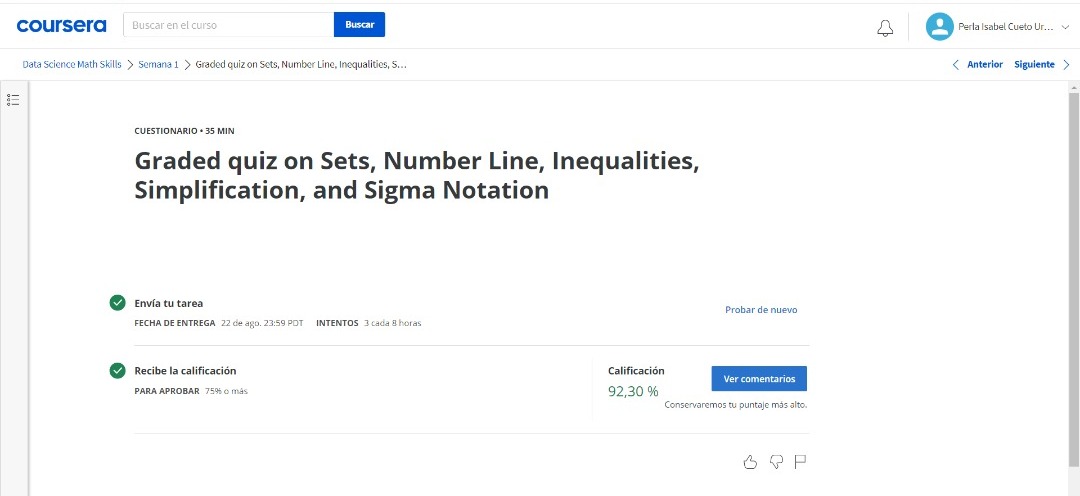 coursera
Buscar en el curso
Buscar
Perla Isabel Cueto Ur...
Data Science Math Skills > Semana 1 > Graded quiz on Sets, Number Line, Inequalities, S...
Anterior
Siguiente
CUESTIONARIO • 35 MIN
Graded quiz on Sets, Number Line, Inequalities,
Simplification, and Sigma Notation
Envía tu tarea
FECHA DE ENTREGA 22 de ago. 23:59 PDT INTENTOS 3 cada 8 horas
Probar de nuevo
Recibe la calificación
PARA APROBAR 75% o más
Calificación
92,30 %
Ver comentarios
Conservaremos tu puntaje más alto.